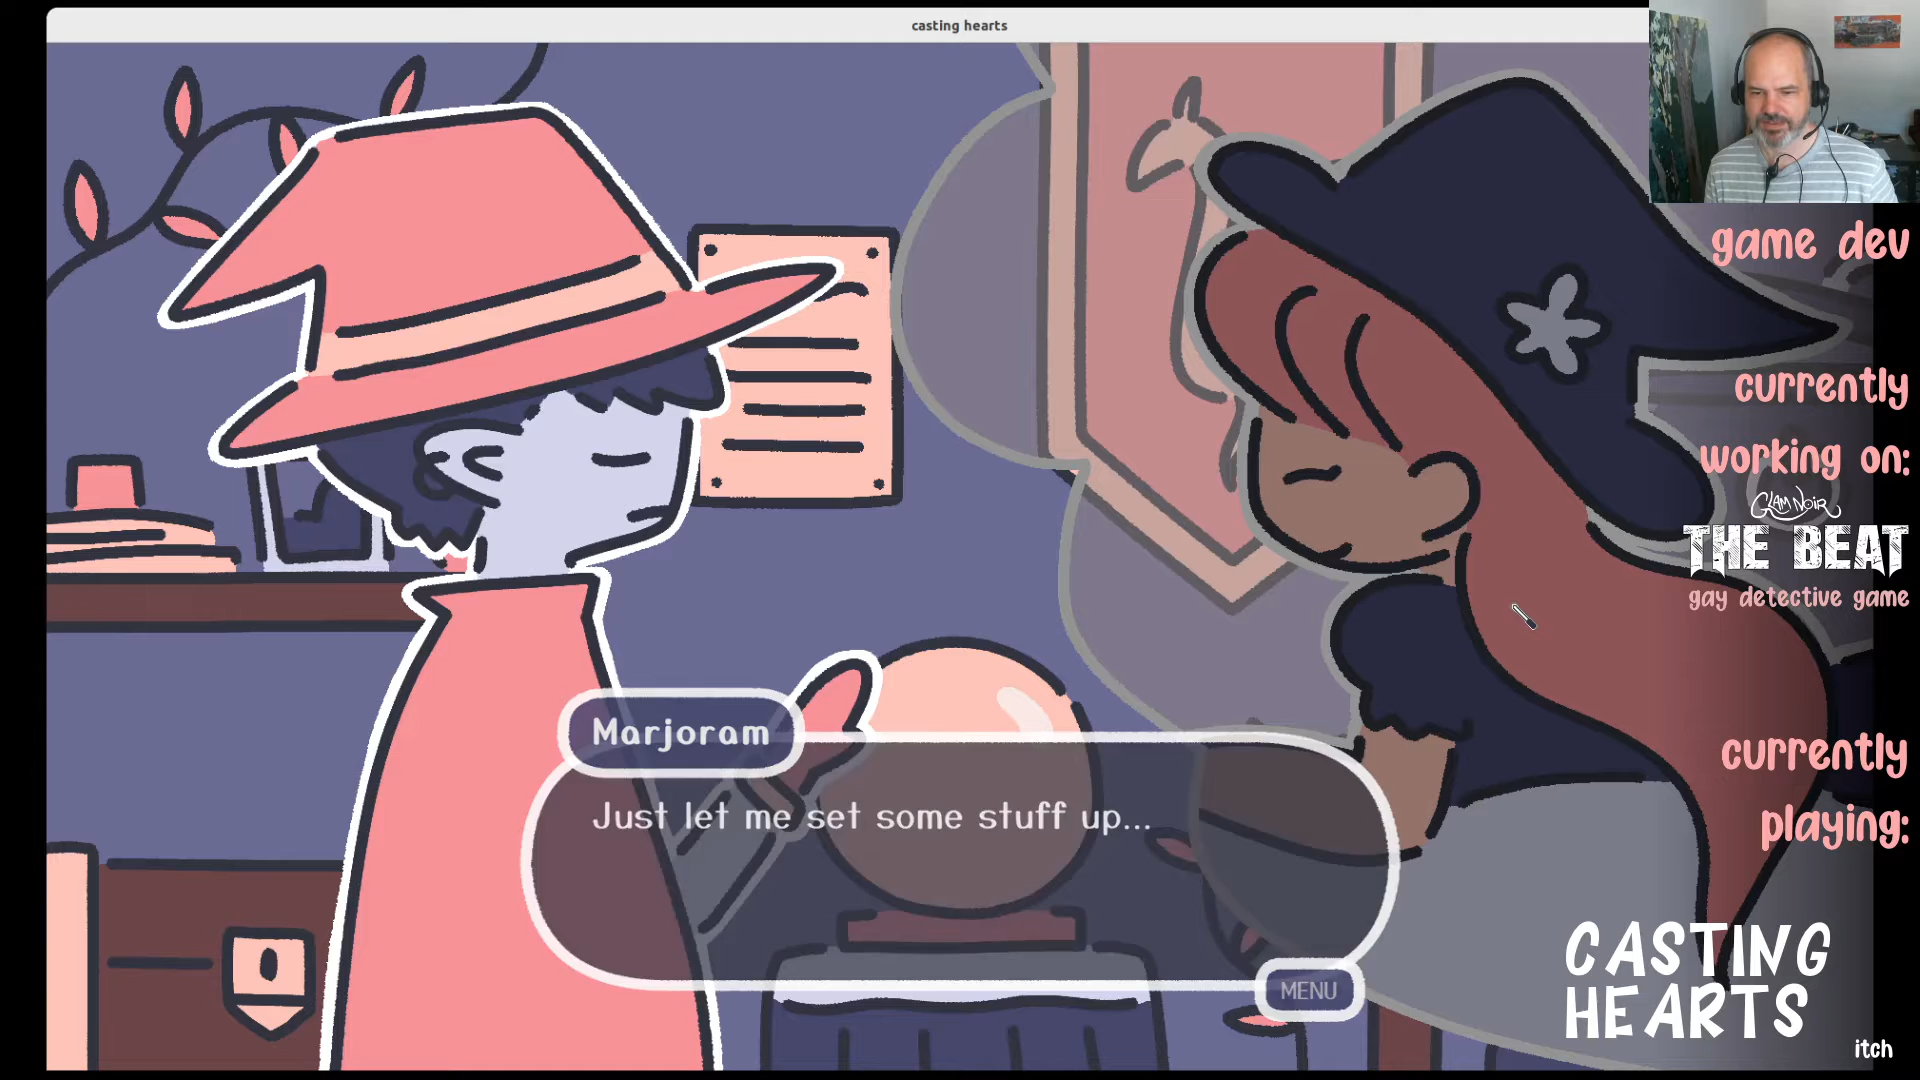 casting hearts
game dev
currently
working on:
GLAM NOIR
THE BEAT
gay detective game
Marjoram
Just let me set some stuff up...
MENU
currently
playing:
CASTING
HEARTS
itch